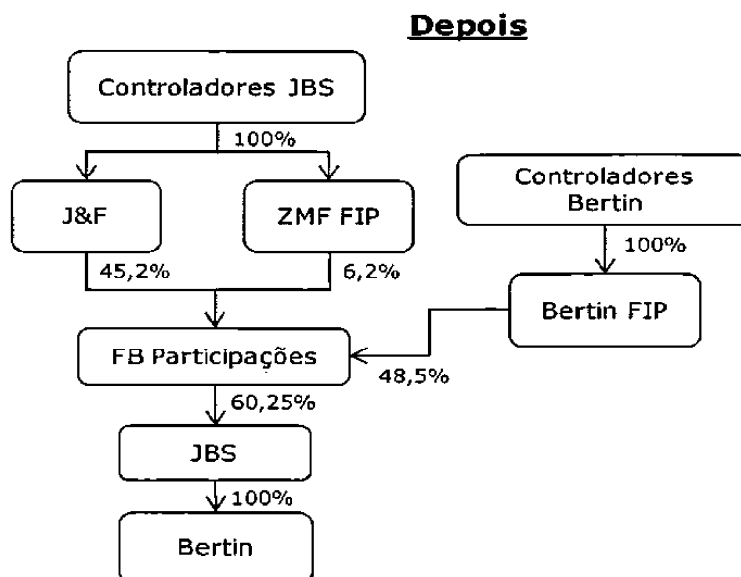 Depois
Controladores JBS
100%
J&F
ZMF FIP
Controladores
Bertin
45,2%
6,2%
100%
Bertin FIP
FB Participações
48,5%
60,25%
JBS
100%
Bertin